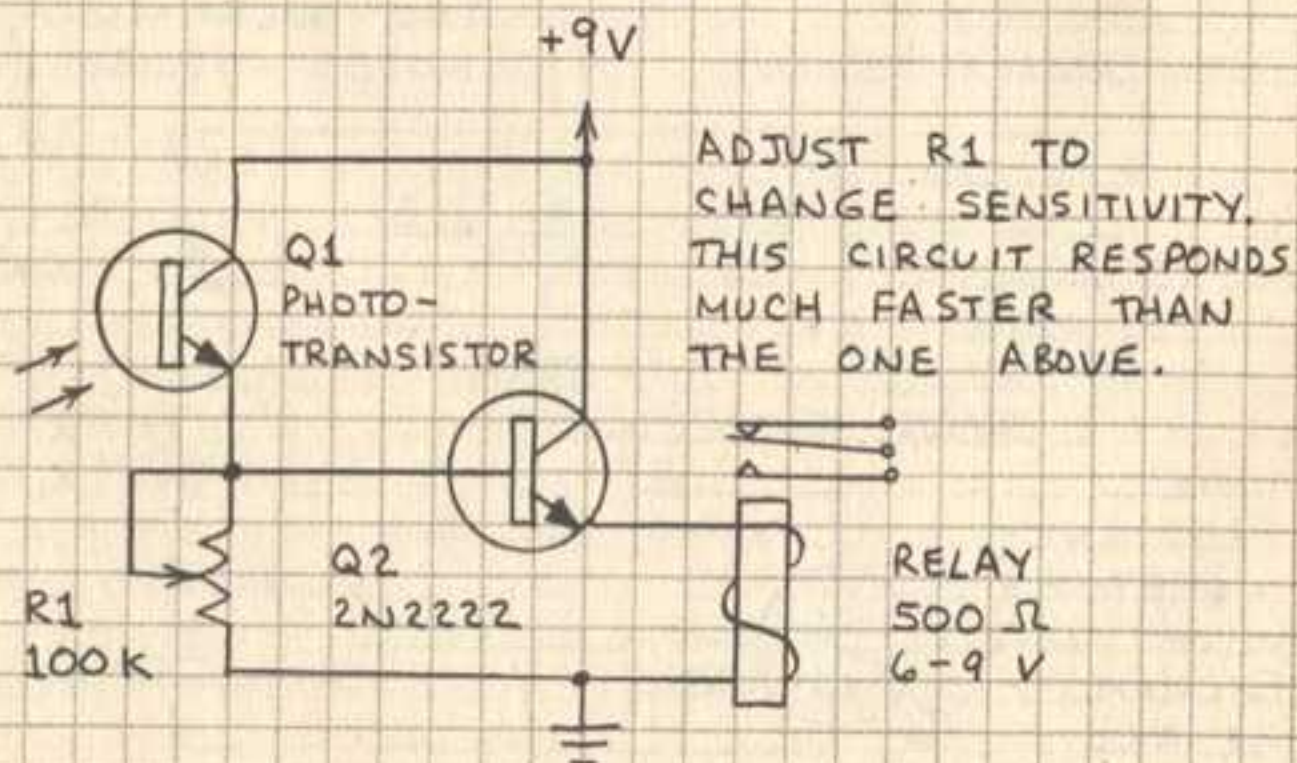 +9V
ADJUST R1 TO
CHANGE SENSITIVITY.
THIS CIRCUIT RESPONDS
MUCH FASTER THAN
THE ONE ABOVE.
Q1
PHOTO-
TRANSISTOR
Q2
2N2222
R1
100K
RELAY
500 Ω
6-9 V